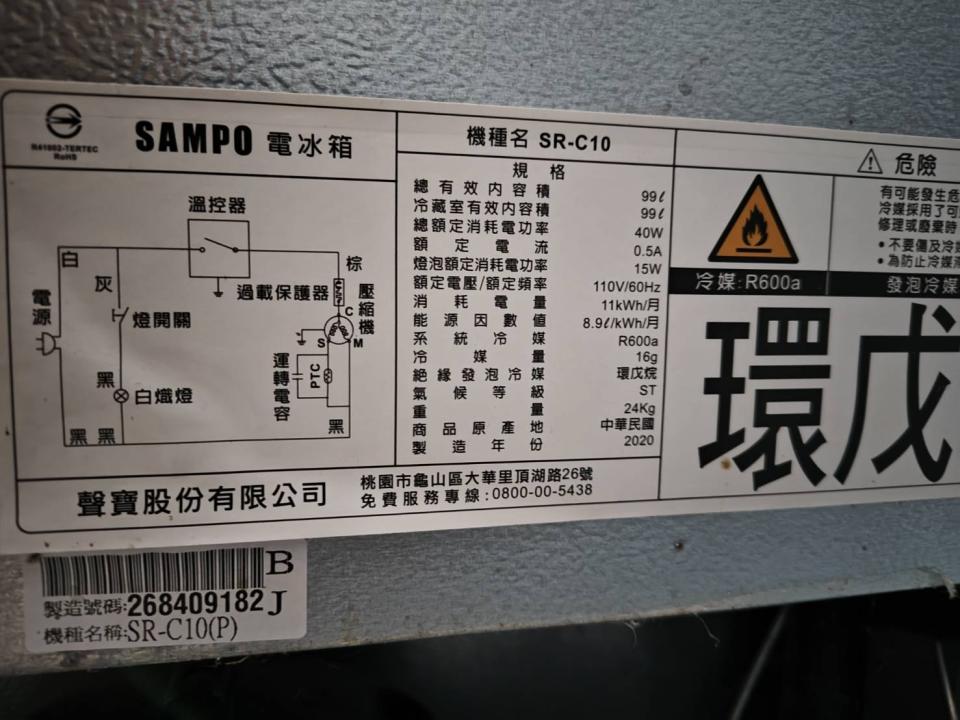 R41002-TERTEC
RoHS
SAMPO 電冰箱
機種名 SR-C10
規格
總有效內容積 99ℓ
冷藏室有效內容積 99ℓ
總額定消耗電功率 40W
額定電流 0.5A
燈泡額定消耗電功率 15W
額定電壓/額定頻率 110V/60Hz
消耗電量 11kWh/月
能源因數值 8.9ℓ/kWh/月
系統冷媒 R600a
冷媒量 16g
絕緣發泡冷媒 環戊烷
氣候等級 ST
重量 24Kg
商品原產地 中華民國
製造年份 2020
溫控器
白
棕
灰
過載保護器
壓縮機
電源
燈開關
C
S
M
黑
白熾燈
運轉電容
PTC
黑 黑
黑
聲寶股份有限公司
桃園市龜山區大華里頂湖路26號
免費服務專線:0800-00-5438
危險
有可能發生危
冷媒採用了可
修理或廢棄時
•不要傷及冷媒
•為防止冷媒
冷媒: R600a
發泡冷媒
環戊
B
製造號碼:268409182 J
機種名稱:SR-C10(P)